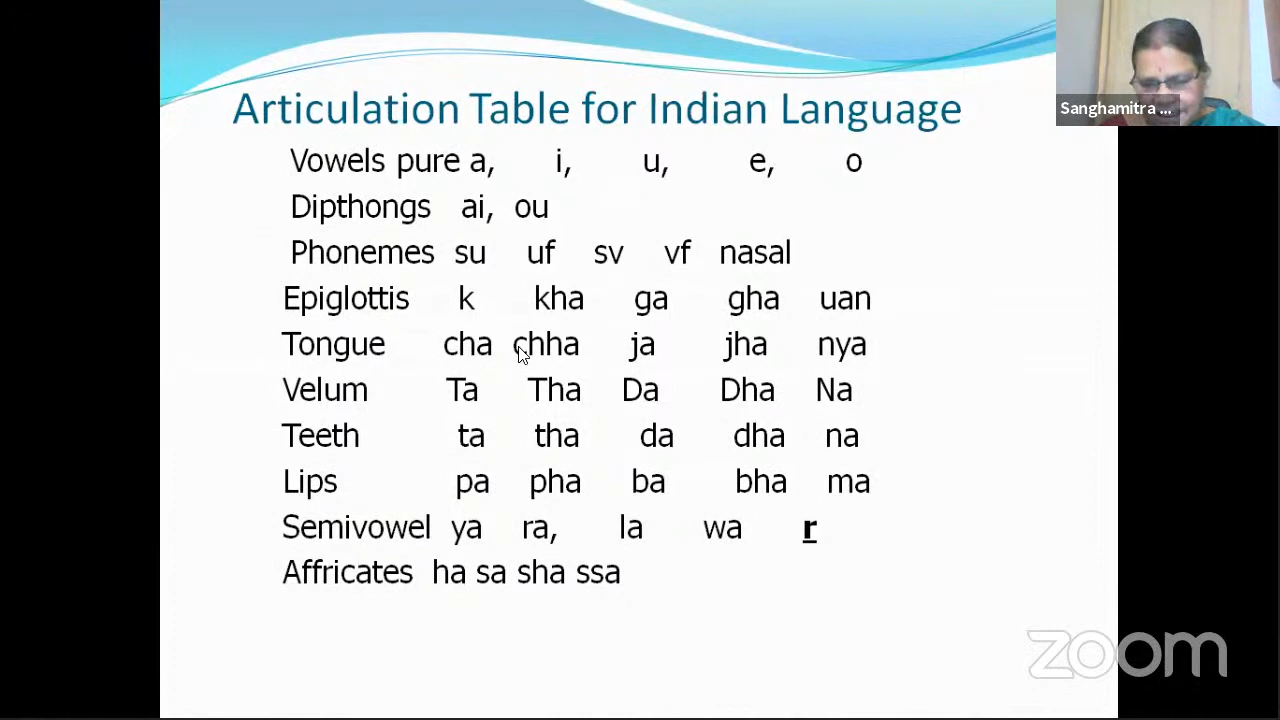 Articulation Table for Indian Language
Sanghamitra ...
Vowels pure a, i, u, e, o
Dipthongs ai, ou
Phonemes su uf sv vf nasal
Epiglottis k kha ga gha uan
Tongue cha chha ja jha nya
Velum Ta Tha Da Dha Na
Teeth ta tha da dha na
Lips pa pha ba bha ma
Semivowel ya ra, la wa r
Affricates ha sa sha ssa
zoom